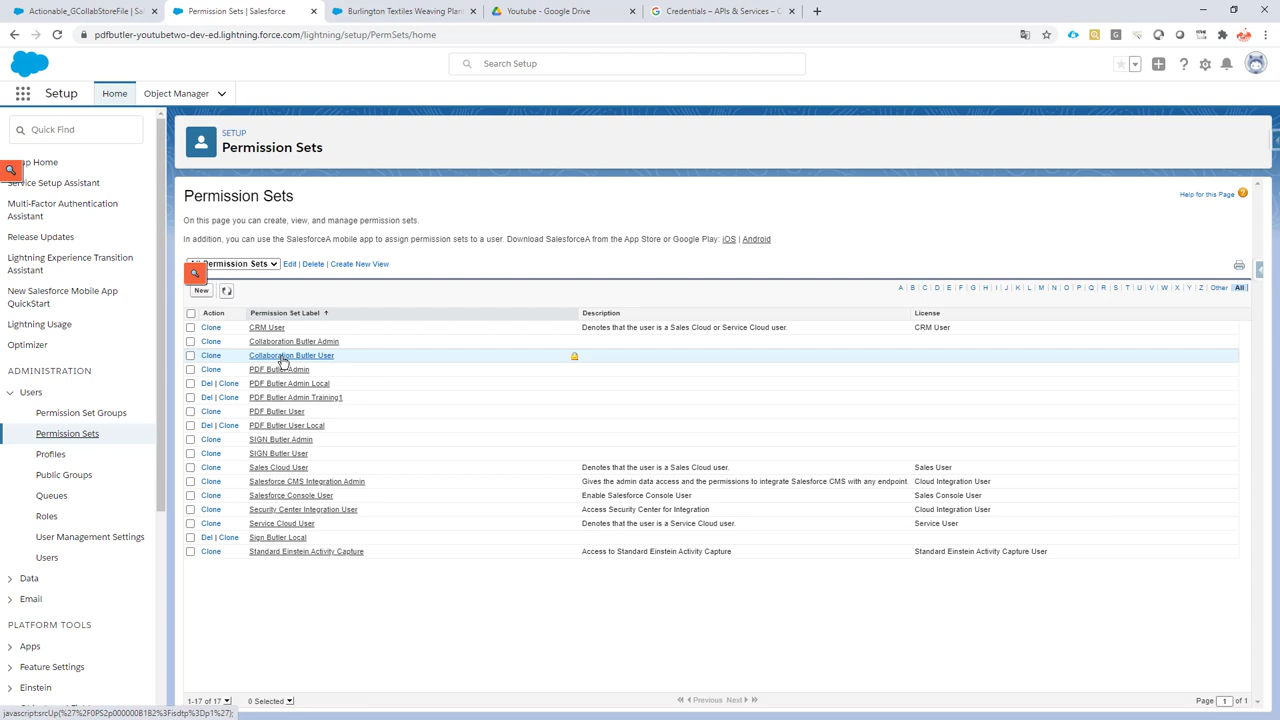 Actionable_GCollabStoreFile | Sal
Permission Sets | Salesforce
Burlington Textiles Weaving Plan
Youtube - Google Drive
Credentials – APIs & Services – C
pdfbutler-youtubetwo-dev-ed.lightning.force.com/lightning/setup/PermSets/home
Search Setup
Setup
Home
Object Manager
Quick Find
Home
Service Setup Assistant
Multi-Factor Authentication
Assistant
Release Updates
Lightning Experience Transition
Assistant
New Salesforce Mobile App
QuickStart
Lightning Usage
Optimizer
ADMINISTRATION
Users
Permission Set Groups
Permission Sets
Profiles
Public Groups
Queues
Roles
User Management Settings
Users
Data
Email
PLATFORM TOOLS
Apps
Feature Settings
Einstein
SETUP
Permission Sets
Permission Sets
Help for this Page
On this page you can create, view, and manage permission sets.
In addition, you can use the SalesforceA mobile app to assign permission sets to a user. Download SalesforceA from the App Store or Google Play: iOS | Android
Permission Sets Edit | Delete | Create New View
New
A | B | C | D | E | F | G | H | I | J | K | L | M | N | O | P | Q | R | S | T | U | V | W | X | Y | Z | Other | All
Action Permission Set Label Description License
Clone CRM User Denotes that the user is a Sales Cloud or Service Cloud user. CRM User
Clone Collaboration Butler Admin
Clone Collaboration Butler User
Clone PDF Butler Admin
Del | Clone PDF Butler Admin Local
Del | Clone PDF Butler Admin Training1
Clone PDF Butler User
Del | Clone PDF Butler User Local
Clone SIGN Butler Admin
Clone SIGN Butler User
Clone Sales Cloud User Denotes that the user is a Sales Cloud user. Sales User
Clone Salesforce CMS Integration Admin Gives the admin data access and the permissions to integrate Salesforce CMS with any endpoint. Cloud Integration User
Clone Salesforce Console User Enable Salesforce Console User Sales Console User
Clone Security Center Integration User Access Security Center for Integration Cloud Integration User
Clone Service Cloud User Denotes that the user is a Service Cloud user. Service User
Del | Clone Sign Butler Local
Clone Standard Einstein Activity Capture Access to Standard Einstein Activity Capture Standard Einstein Activity Capture User
1-17 of 17 0 Selected Previous Next Page 1 of 1
javascript:srcUp(%27%2F0PS2p000000B1B2%3Fisdtp%3Dp1%27);